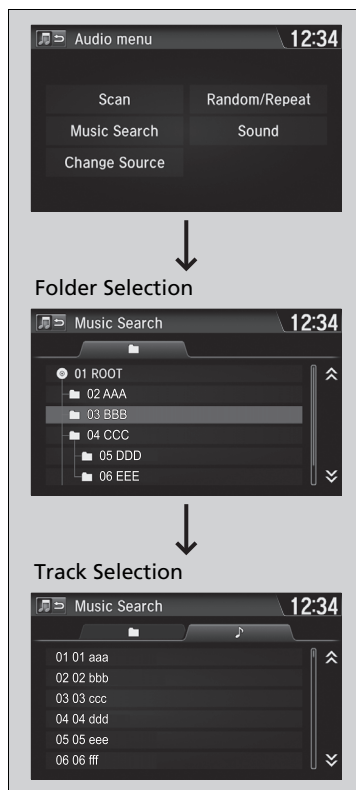 Audio menu 12:34
Scan Random/Repeat
Music Search Sound
Change Source
Folder Selection
Music Search 12:34
01 ROOT
02 AAA
03 BBB
04 CCC
05 DDD
06 EEE
Track Selection
Music Search 12:34
01 01 aaa
02 02 bbb
03 03 ccc
04 04 ddd
05 05 eee
06 06 fff